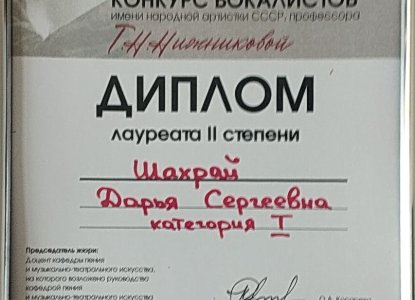 КОНКУРС ВОКАЛИСТОВ
имени народной артистки СССР, профессора
Т.Н.Нижниковой
ДИПЛОМ
лауреата II степени
Шахрай
Дарья Сергеевна
категория I
Председатель жюри:
Доцент кафедры пения
и музыкально-театрального искусства,
на которого возложено руководство
кафедрой пения
и музыкально-театрального искусства